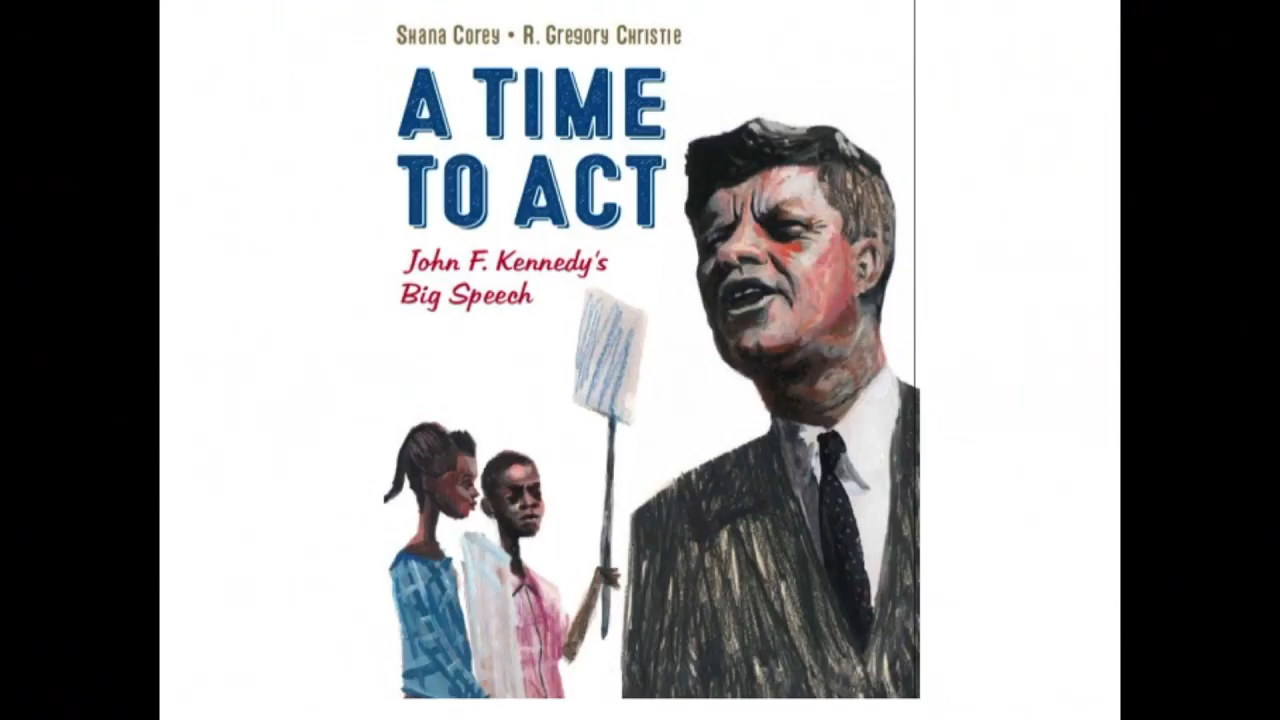 Shana Corey • R. Gregory Christie
A TIME
TO ACT
John F. Kennedy's
Big Speech